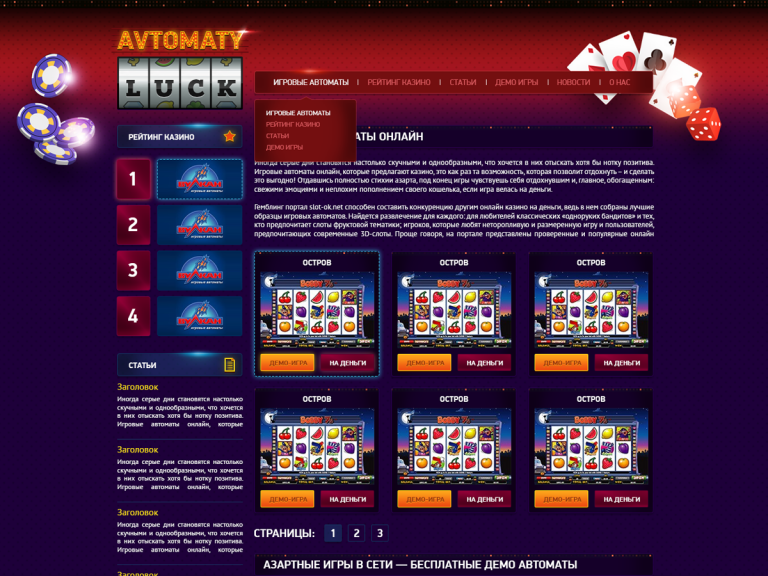 AVTOMATY
LUCK
ИГРОВЫЕ АВТОМАТЫ | РЕЙТИНГ КАЗИНО | СТАТЬИ | ДЕМО ИГРЫ | НОВОСТИ | О НАС
ИГРОВЫЕ АВТОМАТЫ
РЕЙТИНГ КАЗИНО
СТАТЬИ
ДЕМО ИГРЫ
РЕЙТИНГ КАЗИНО
1
2
3
4
СТАТЬИ
Заголовок
Иногда серые дни становятся настолько
скучными и однообразными, что хочется
в них отыскать хотя бы нотку позитива.
Игровые автоматы онлайн, которые
Заголовок
Иногда серые дни становятся настолько
скучными и однообразными, что хочется
в них отыскать хотя бы нотку позитива.
Игровые автоматы онлайн, которые
Заголовок
Иногда серые дни становятся настолько
скучными и однообразными, что хочется
в них отыскать хотя бы нотку позитива.
Игровые автоматы онлайн, которые
АТЫ ОНЛАЙН
Иногда серые дни становятся настолько скучными и однообразными, что хочется в них отыскать хотя бы нотку позитива.
Игровые автоматы онлайн, которые предлагают казино, это как раз та возможность, которая позволит отдохнуть – и сделать
это выгодно! Отдавшись полностью стихии азарта, под конец игры чувствуешь себя отдохнувшим и, главное, обогащенным:
свежими эмоциями и неплохим пополнением своего кошелька, если игра велась на деньги.
Гемблинг портал slot-ok.net способен составить конкуренцию другим онлайн казино на деньги, ведь в нем собраны лучшие
образцы игровых автоматов. Найдется развлечение для каждого: для любителей классических «одноруких бандитов» и тех,
кто предпочитает слоты фруктовой тематики; игроков, которые любят неторопливую и размеренную игру и пользователей,
предпочитающих современные 3D-слоты. Проще говоря, на портале представлены проверенные и популярные онлайн
ОСТРОВ
ДЕМО-ИГРА НА ДЕНЬГИ
ОСТРОВ
ДЕМО-ИГРА НА ДЕНЬГИ
ОСТРОВ
ДЕМО-ИГРА НА ДЕНЬГИ
ОСТРОВ
ДЕМО-ИГРА НА ДЕНЬГИ
ОСТРОВ
ДЕМО-ИГРА НА ДЕНЬГИ
ОСТРОВ
ДЕМО-ИГРА НА ДЕНЬГИ
СТРАНИЦЫ: 1 2 3
АЗАРТНЫЕ ИГРЫ В СЕТИ — БЕСПЛАТНЫЕ ДЕМО АВТОМАТЫ